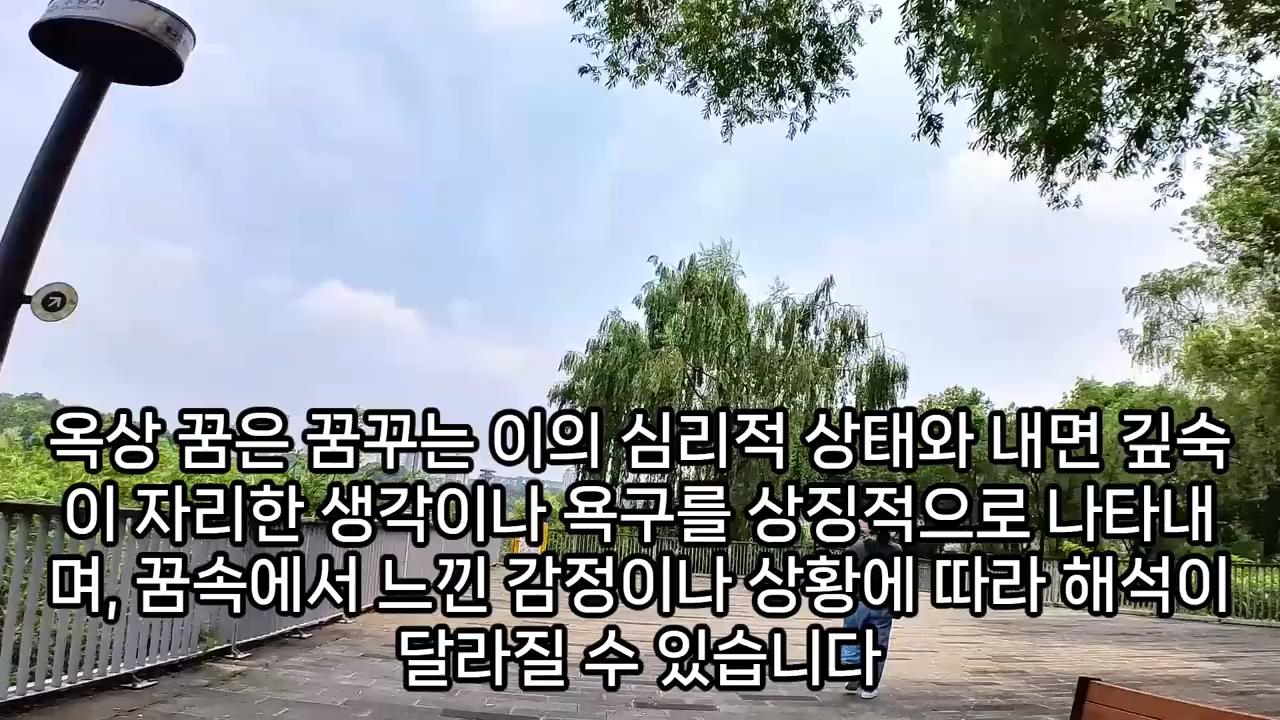 옥상 꿈은 꿈꾸는 이의 심리적 상태와 내면 깊숙
이 자리한 생각이나 욕구를 상징적으로 나타내
며, 꿈속에서 느낀 감정이나 상황에 따라 해석이
달라질 수 있습니다